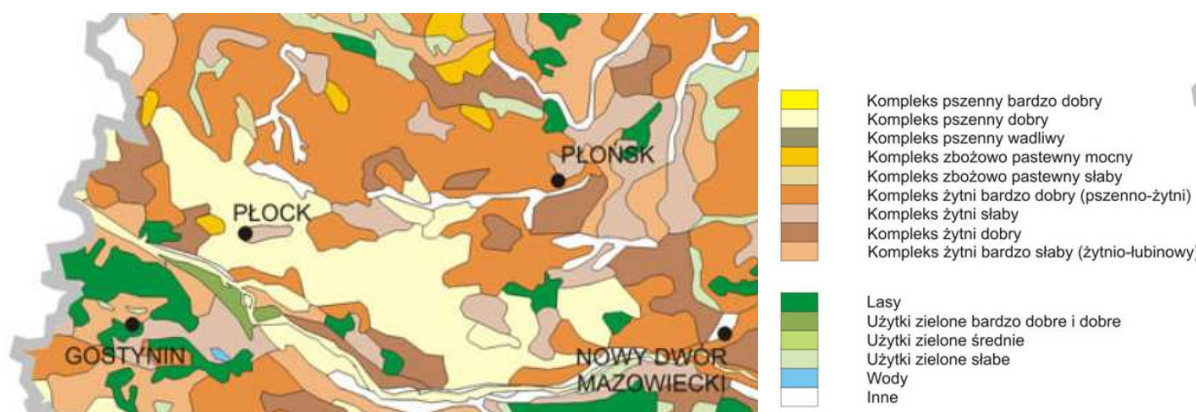 PŁOŃSK
PŁOCK
GOSTYNIN
NOWY DWÓR
MAZOWIECKI
Kompleks pszenny bardzo dobry
Kompleks pszenny dobry
Kompleks pszenny wadliwy
Kompleks zbożowo pastewny mocny
Kompleks zbożowo pastewny słaby
Kompleks żytni bardzo dobry (pszenno-żytni)
Kompleks żytni słaby
Kompleks żytni dobry
Kompleks żytni bardzo słaby (żytnio-łubinowy)
Lasy
Użytki zielone bardzo dobre i dobre
Użytki zielone średnie
Użytki zielone słabe
Wody
Inne